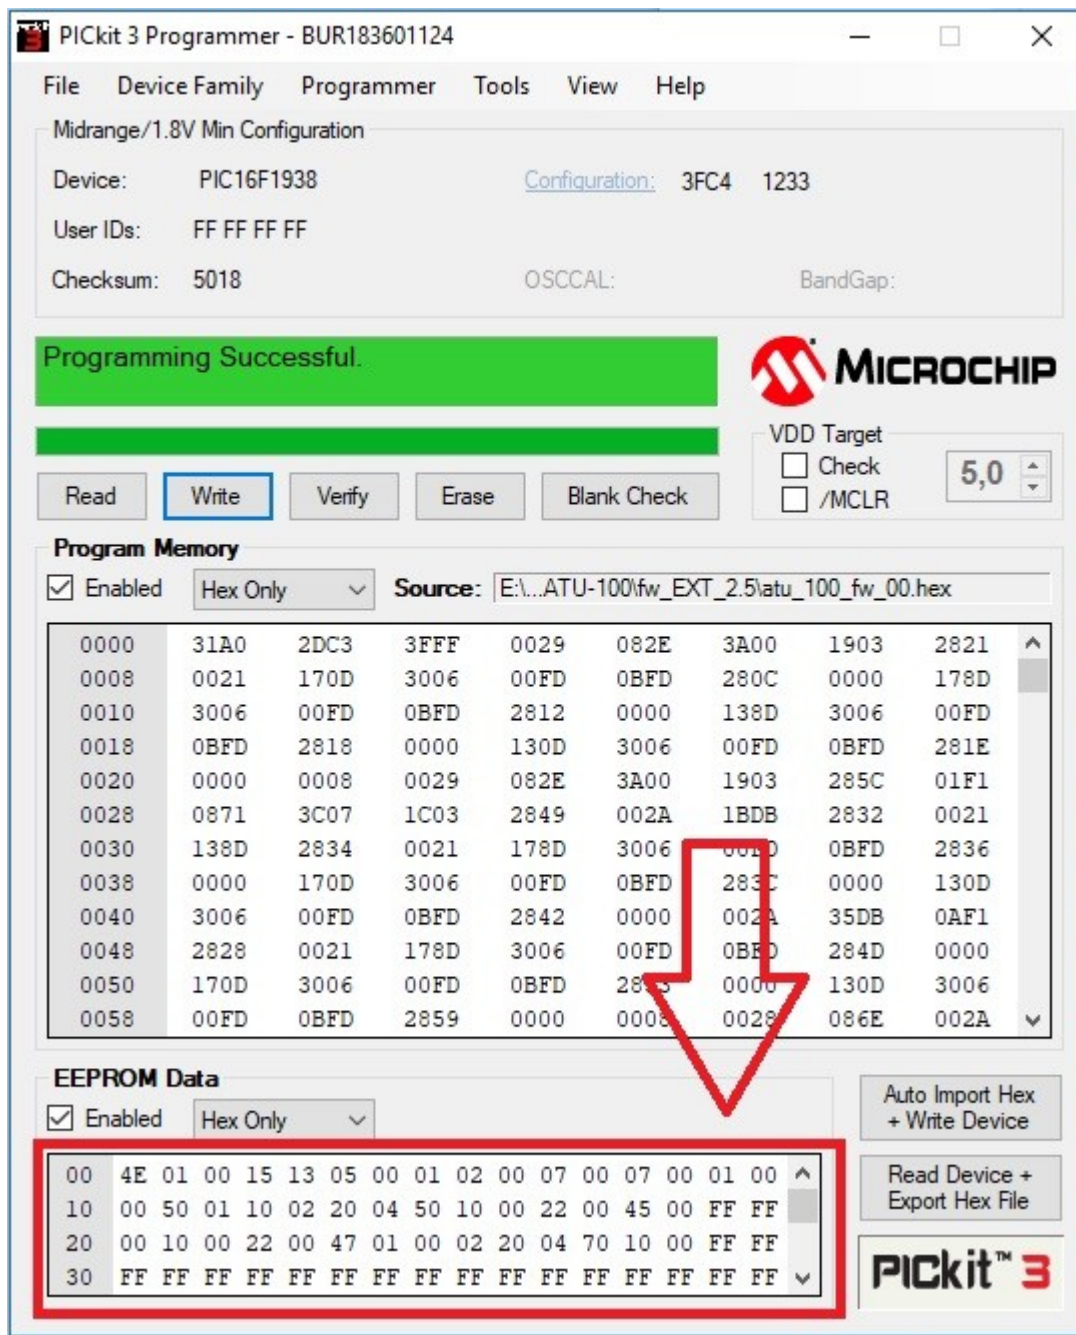 PICkit 3 Programmer - BUR183601124
File Device Family Programmer Tools View Help
Midrange/1.8V Min Configuration
Device: PIC16F1938 Configuration: 3FC4 1233
User IDs: FF FF FF FF
Checksum: 5018 OSCCAL: BandGap:
Programming Successful.
MICROCHIP
VDD Target
Check
/MCLR
5,0
Read Write Verify Erase Blank Check
Program Memory
Enabled Hex Only Source: E:\...ATU-100\fw_EXT_2.5\atu_100_fw_00.hex
0000 31A0 2DC3 3FFF 0029 082E 3A00 1903 2821
0008 0021 170D 3006 00FD 0BFD 280C 0000 178D
0010 3006 00FD 0BFD 2812 0000 138D 3006 00FD
0018 0BFD 2818 0000 130D 3006 00FD 0BFD 281E
0020 0000 0008 0029 082E 3A00 1903 285C 01F1
0028 0871 3C07 1C03 2849 002A 1BDB 2832 0021
0030 138D 2834 0021 178D 3006 0BFD 2836
0038 0000 170D 3006 00FD 0BFD 283C 0000 130D
0040 3006 00FD 0BFD 2842 0000 002A 35DB 0AF1
0048 2828 0021 178D 3006 00FD 0BFD 284D 0000
0050 170D 3006 00FD 0BFD 0000 130D 3006
0058 00FD 0BFD 2859 0000 0008 0028 086E 002A
EEPROM Data
Enabled Hex Only
00 4E 01 00 15 13 05 00 01 02 00 07 00 07 00 01 00
10 00 50 01 10 02 20 04 50 10 00 22 00 45 00 FF FF
20 00 10 00 22 00 47 01 00 02 20 04 70 10 00 FF FF
30 FF FF FF FF FF FF FF FF FF FF FF FF FF FF FF FF
Auto Import Hex
+ Write Device
Read Device +
Export Hex File
PICkit™ 3